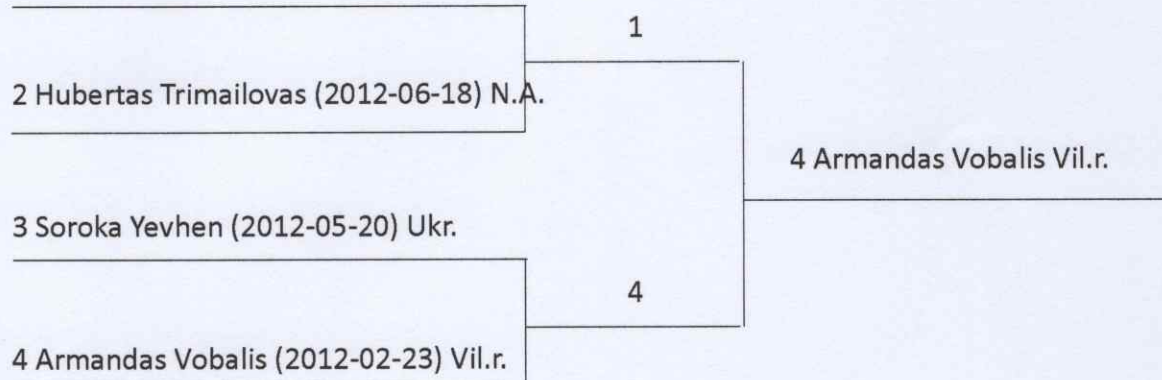 1
2 Hubertas Trimailovas (2012-06-18) N.A.
4 Armandas Vobalis Vil.r.
3 Soroka Yevhen (2012-05-20) Ukr.
4
4 Armandas Vobalis (2012-02-23) Vil.r.